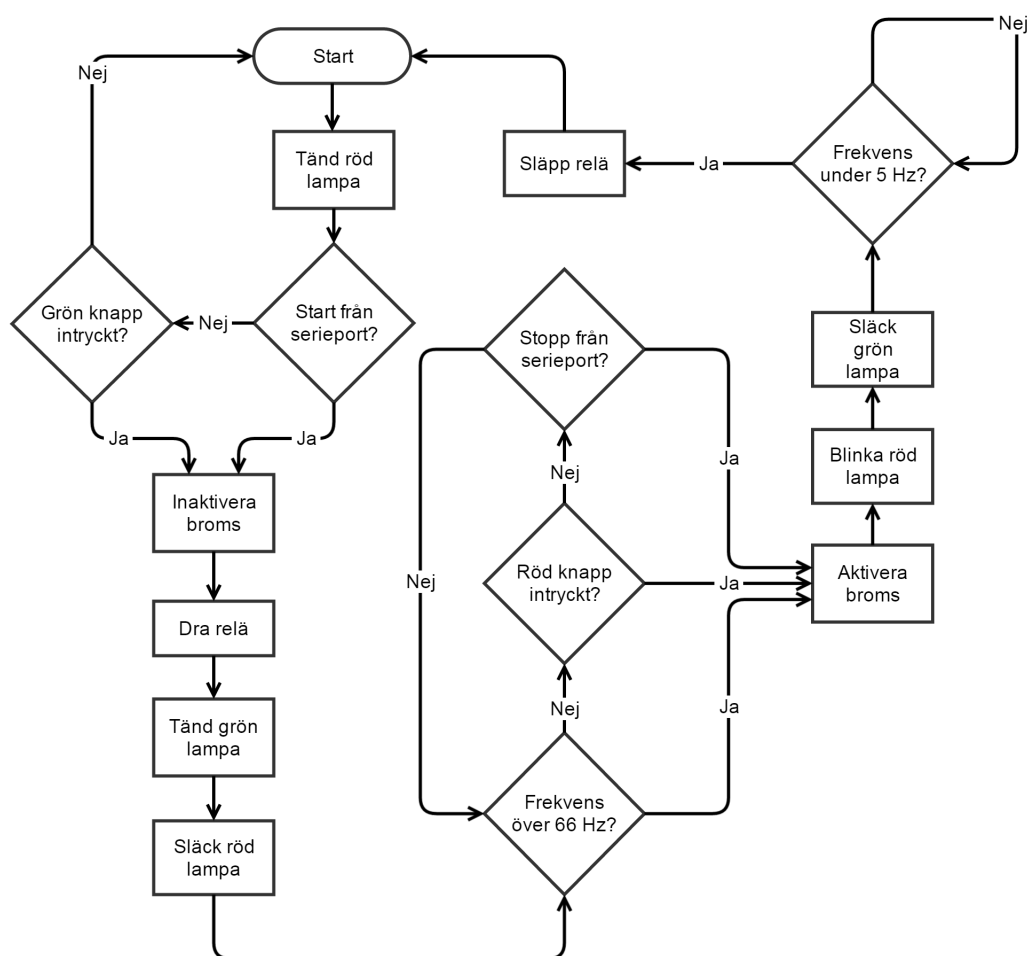 Start
Tänd röd
lampa
Start från
serieport?
Nej
Grön knapp
intryckt?
Nej
Ja
Ja
Inaktivera
broms
Dra relä
Tänd grön
lampa
Släck röd
lampa
Frekvens
över 66 Hz?
Nej
Ja
Röd knapp
intryckt?
Nej
Ja
Stopp från
serieport?
Nej
Ja
Aktivera
broms
Blinka röd
lampa
Släck
grön
lampa
Frekvens
under 5 Hz?
Nej
Ja
Släpp relä